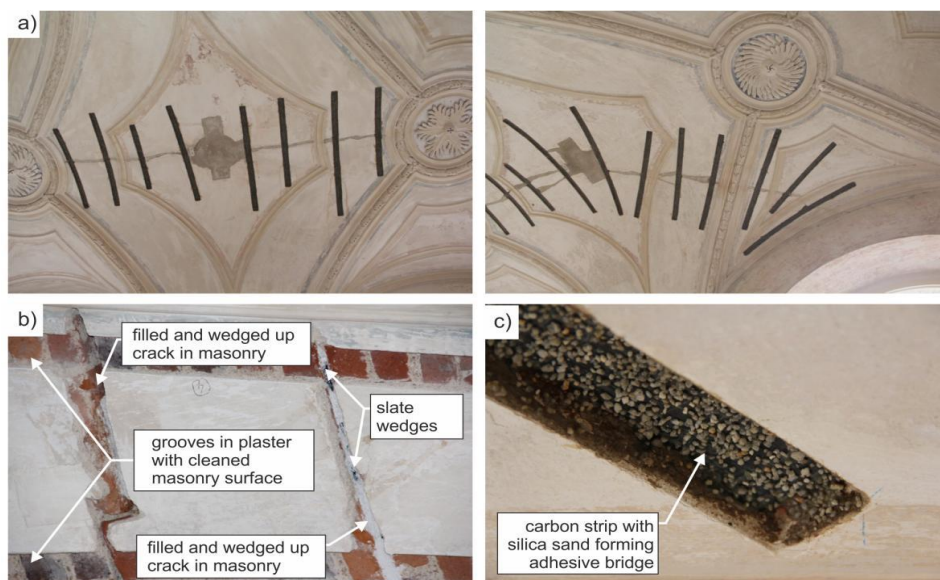 a)
b)
filled and wedged up
crack in masonry
slate
wedges
grooves in plaster
with cleaned
masonry surface
filled and wedged up
crack in masonry
c)
carbon strip with
silica sand forming
adhesive bridge